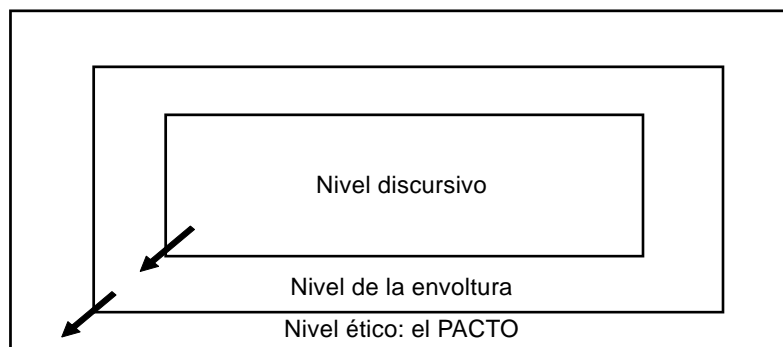 Nivel discursivo
Nivel de la envoltura
Nivel ético: el PACTO